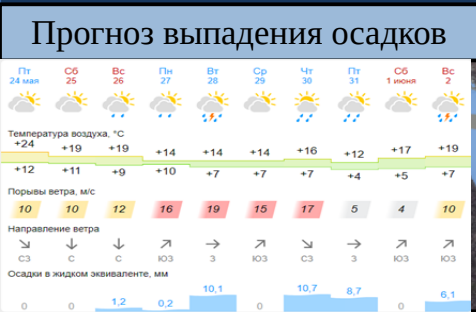 Прогноз выпадения осадков
Пт Сб Вс Пн Вт Ср Чт Пт Сб Вс
24 мая 25 26 27 28 29 30 31 1 июня 2
Температура воздуха, °C
+24 +19 +19 +14 +14 +14 +16 +12 +17 +19
+12 +11 +9 +10 +7 +7 +7 +4 +5 +7
Порывы ветра, м/с
10 10 12 16 19 15 17 5 4 10
Направление ветра
СЗ С С ЮЗ З ЮЗ СЗ З ЮЗ ЮЗ
Осадки в жидком эквиваленте, мм
0 0 1,2 0,2 10,1 0 10,7 8,7 0 6,1